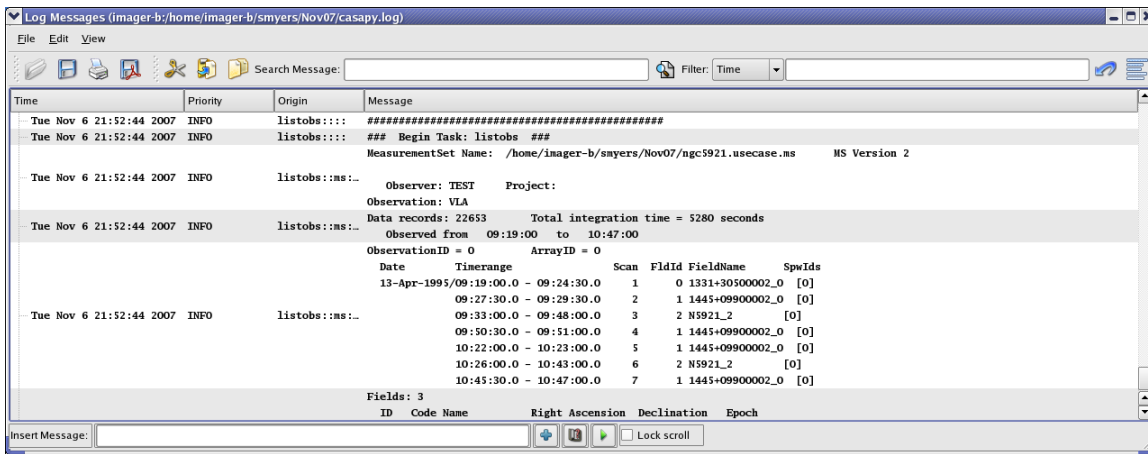 Log Messages (imager-b:/home/imager-b/smyers/Nov07/casapy.log)
File Edit View
Search Message: Filter: Time
Time Priority Origin Message
Tue Nov 6 21:52:44 2007 INFO listobs:::: ###############################################
Tue Nov 6 21:52:44 2007 INFO listobs:::: ### Begin Task: listobs ###
MeasurementSet Name: /home/imager-b/smyers/Nov07/ngc5921.usecase.ms MS Version 2
Tue Nov 6 21:52:44 2007 INFO listobs::ms:…
Observer: TEST Project:
Observation: VLA
Data records: 22653 Total integration time = 5280 seconds
Tue Nov 6 21:52:44 2007 INFO listobs::ms:…
Observed from 09:19:00 to 10:47:00
ObservationID = 0 ArrayID = 0
Date Timerange Scan FldId FieldName SpwIds
13-Apr-1995/09:19:00.0 - 09:24:30.0 1 0 1331+30500002_0 [0]
09:27:30.0 - 09:29:30.0 2 1 1445+09900002_0 [0]
Tue Nov 6 21:52:44 2007 INFO listobs::ms:… 09:33:00.0 - 09:48:00.0 3 2 N5921_2 [0]
09:50:30.0 - 09:51:00.0 4 1 1445+09900002_0 [0]
10:22:00.0 - 10:23:00.0 5 1 1445+09900002_0 [0]
10:26:00.0 - 10:43:00.0 6 2 N5921_2 [0]
10:45:30.0 - 10:47:00.0 7 1 1445+09900002_0 [0]
Fields: 3
ID Code Name Right Ascension Declination Epoch
Insert Message: Lock scroll